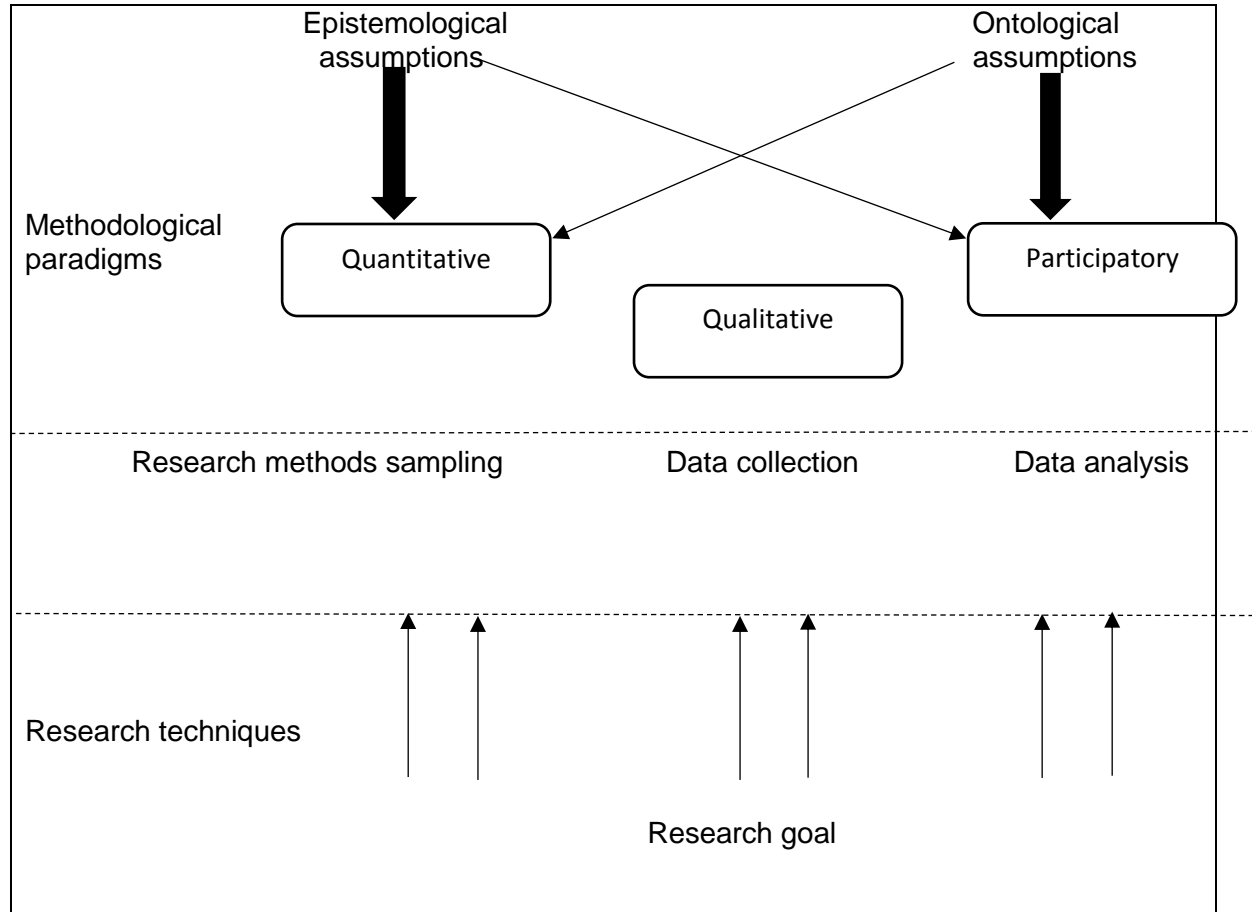 Epistemological
assumptions
Ontological
assumptions
Methodological
paradigms
Quantitative
Qualitative
Participatory
Research methods sampling
Data collection
Data analysis
Research techniques
Research goal